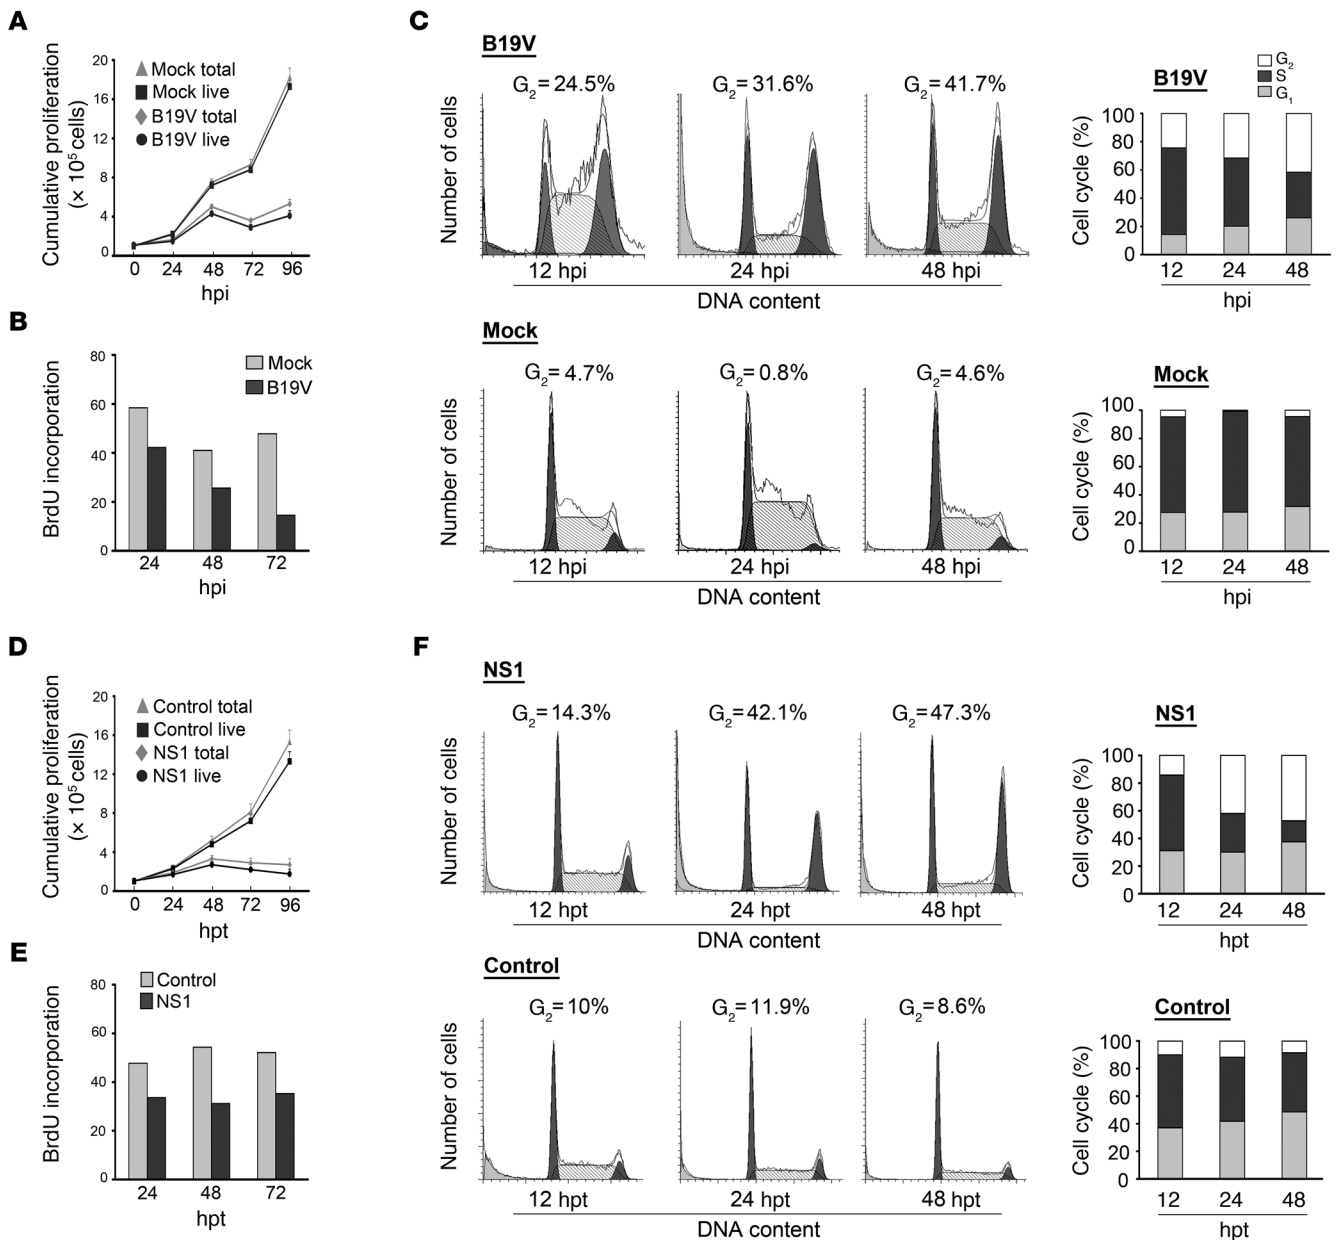 A
Cumulative proliferation
(× 10⁵ cells)
20
16
12
8
4
0
Mock total
Mock live
B19V total
B19V live
0 24 48 72 96
hpi
B
BrdU incorporation
80
60
40
20
0
Mock
B19V
24 48 72
hpi
C
B19V
G₂=24.5% G₂=31.6% G₂=41.7%
Number of cells
12 hpi 24 hpi 48 hpi
DNA content
B19V
G₂
S
G₁
Cell cycle (%)
100
80
60
40
20
0
12 24 48
hpi
Mock
G₂=4.7% G₂=0.8% G₂=4.6%
Number of cells
12 hpi 24 hpi 48 hpi
DNA content
Mock
Cell cycle (%)
100
80
60
40
20
0
12 24 48
hpi
D
Cumulative proliferation
(× 10⁵ cells)
20
16
12
8
4
0
Control total
Control live
NS1 total
NS1 live
0 24 48 72 96
hpt
E
BrdU incorporation
80
60
40
20
0
Control
NS1
24 48 72
hpt
F
NS1
G₂=14.3% G₂=42.1% G₂=47.3%
Number of cells
12 hpt 24 hpt 48 hpt
DNA content
NS1
Cell cycle (%)
100
80
60
40
20
0
12 24 48
hpt
Control
G₂=10% G₂=11.9% G₂=8.6%
Number of cells
12 hpt 24 hpt 48 hpt
DNA content
Control
Cell cycle (%)
100
80
60
40
20
0
12 24 48
hpt